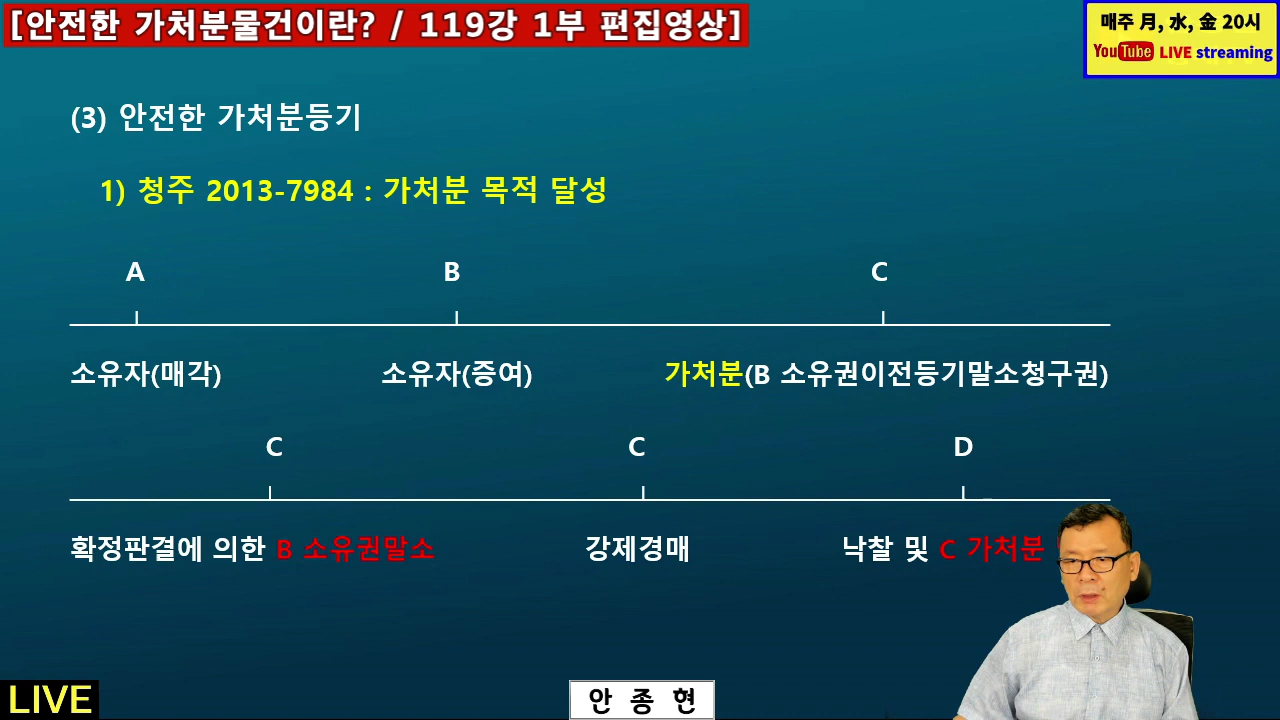 [안전한 가처분물건이란? / 119강 1부 편집영상]
매주 月, 水, 金 20시
YouTube LIVE streaming
(3) 안전한 가처분등기
1) 청주 2013-7984 : 가처분 목적 달성
A B C
소유자(매각) 소유자(증여) 가처분(B 소유권이전등기말소청구권)
C C D
확정판결에 의한 B 소유권말소 강제경매 낙찰 및 C 가처분
LIVE
안 종 현